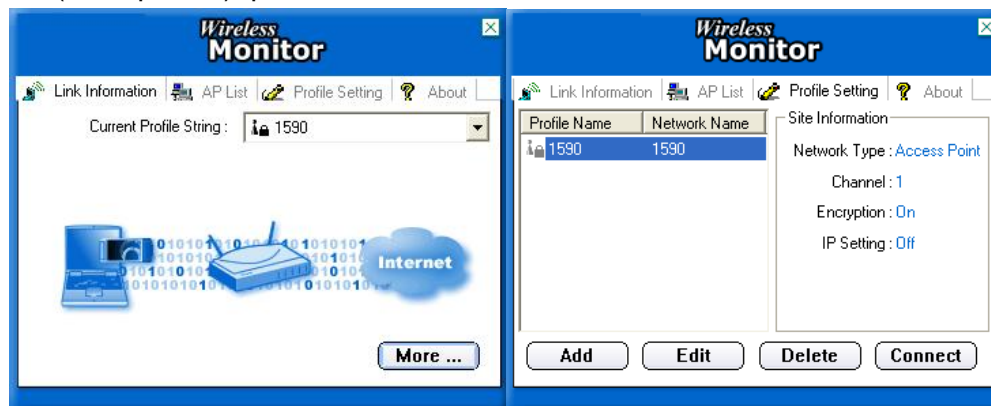 Wireless
Monitor
Link Information AP List Profile Setting ? About
Current Profile String : 1590
Internet
More ...
Wireless
Monitor
Link Information AP List Profile Setting ? About
Profile Name Network Name
1590 1590
Site Information
Network Type : Access Point
Channel : 1
Encryption : On
IP Setting : Off
Add Edit Delete Connect